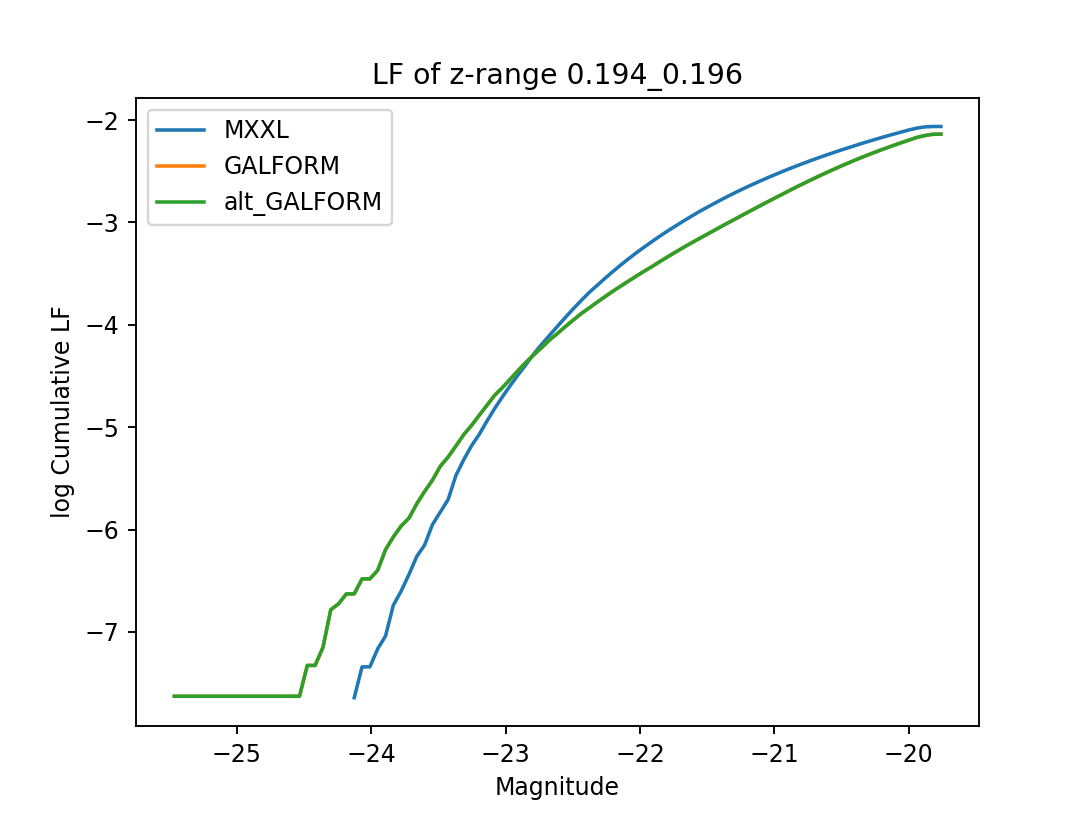 LF of z-range 0.194_0.196
MXXL
GALFORM
alt_GALFORM
log Cumulative LF
−2
−3
−4
−5
−6
−7
−25
−24
−23
−22
−21
−20
Magnitude